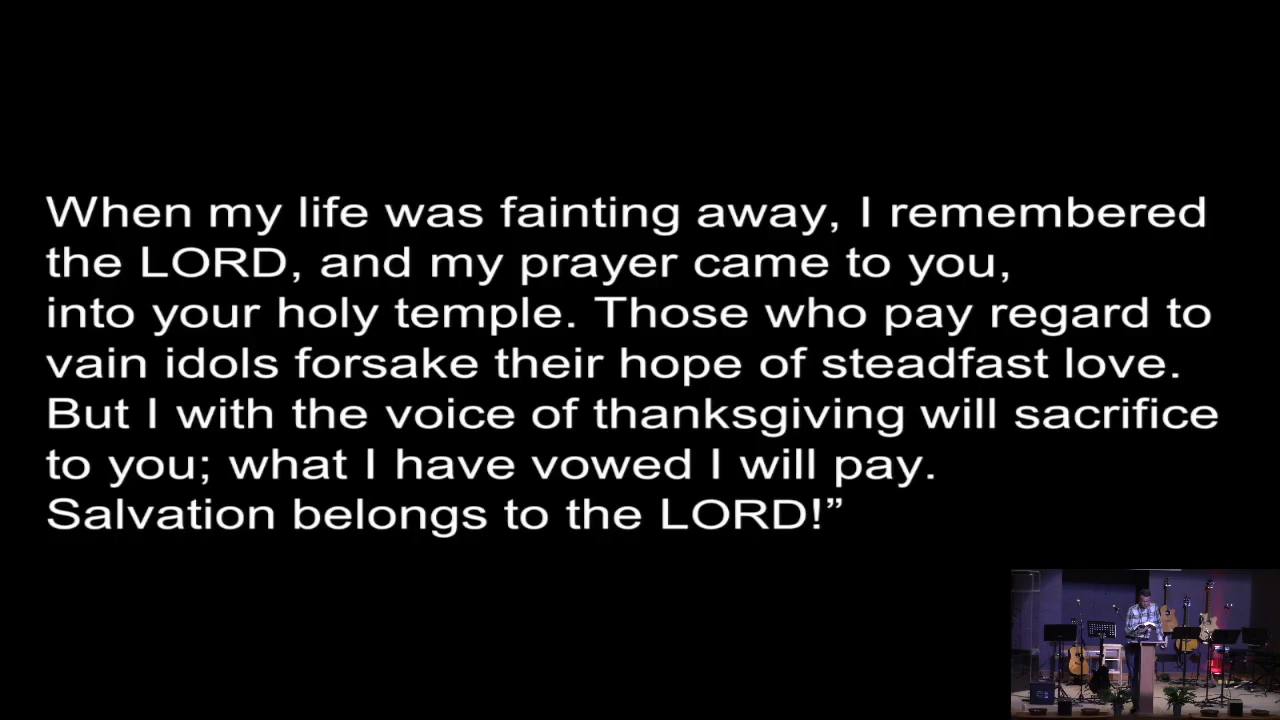 When my life was fainting away, I remembered
the LORD, and my prayer came to you,
into your holy temple. Those who pay regard to
vain idols forsake their hope of steadfast love.
But I with the voice of thanksgiving will sacrifice
to you; what I have vowed I will pay.
Salvation belongs to the LORD!”